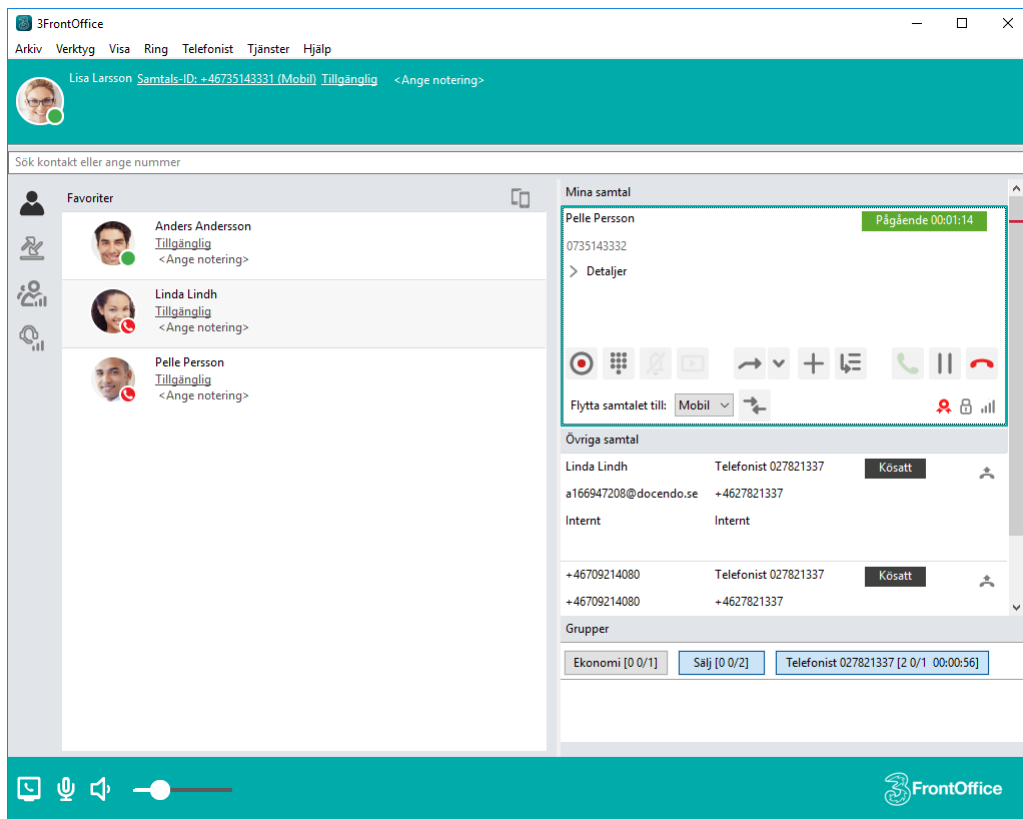 3FrontOffice
Arkiv Verktyg Visa Ring Telefonist Tjänster Hjälp
Lisa Larsson Samtals-ID: +46735143331 (Mobil) Tillgänglig <Ange notering>
Sök kontakt eller ange nummer
Favoriter
Anders Andersson
Tillgänglig
<Ange notering>
Linda Lindh
Tillgänglig
<Ange notering>
Pelle Persson
Tillgänglig
<Ange notering>
Mina samtal
Pelle Persson Pågående 00:01:14
0735143332
Detaljer
Flytta samtalet till: Mobil
Övriga samtal
Linda Lindh Telefonist 027821337 Kösatt
a166947208@docendo.se +4627821337
Internt Internt
+46709214080 Telefonist 027821337 Kösatt
+46709214080 +4627821337
Grupper
Ekonomi [0 0/1] Sälj [0 0/2] Telefonist 027821337 [2 0/1 00:00:56]
3FrontOffice